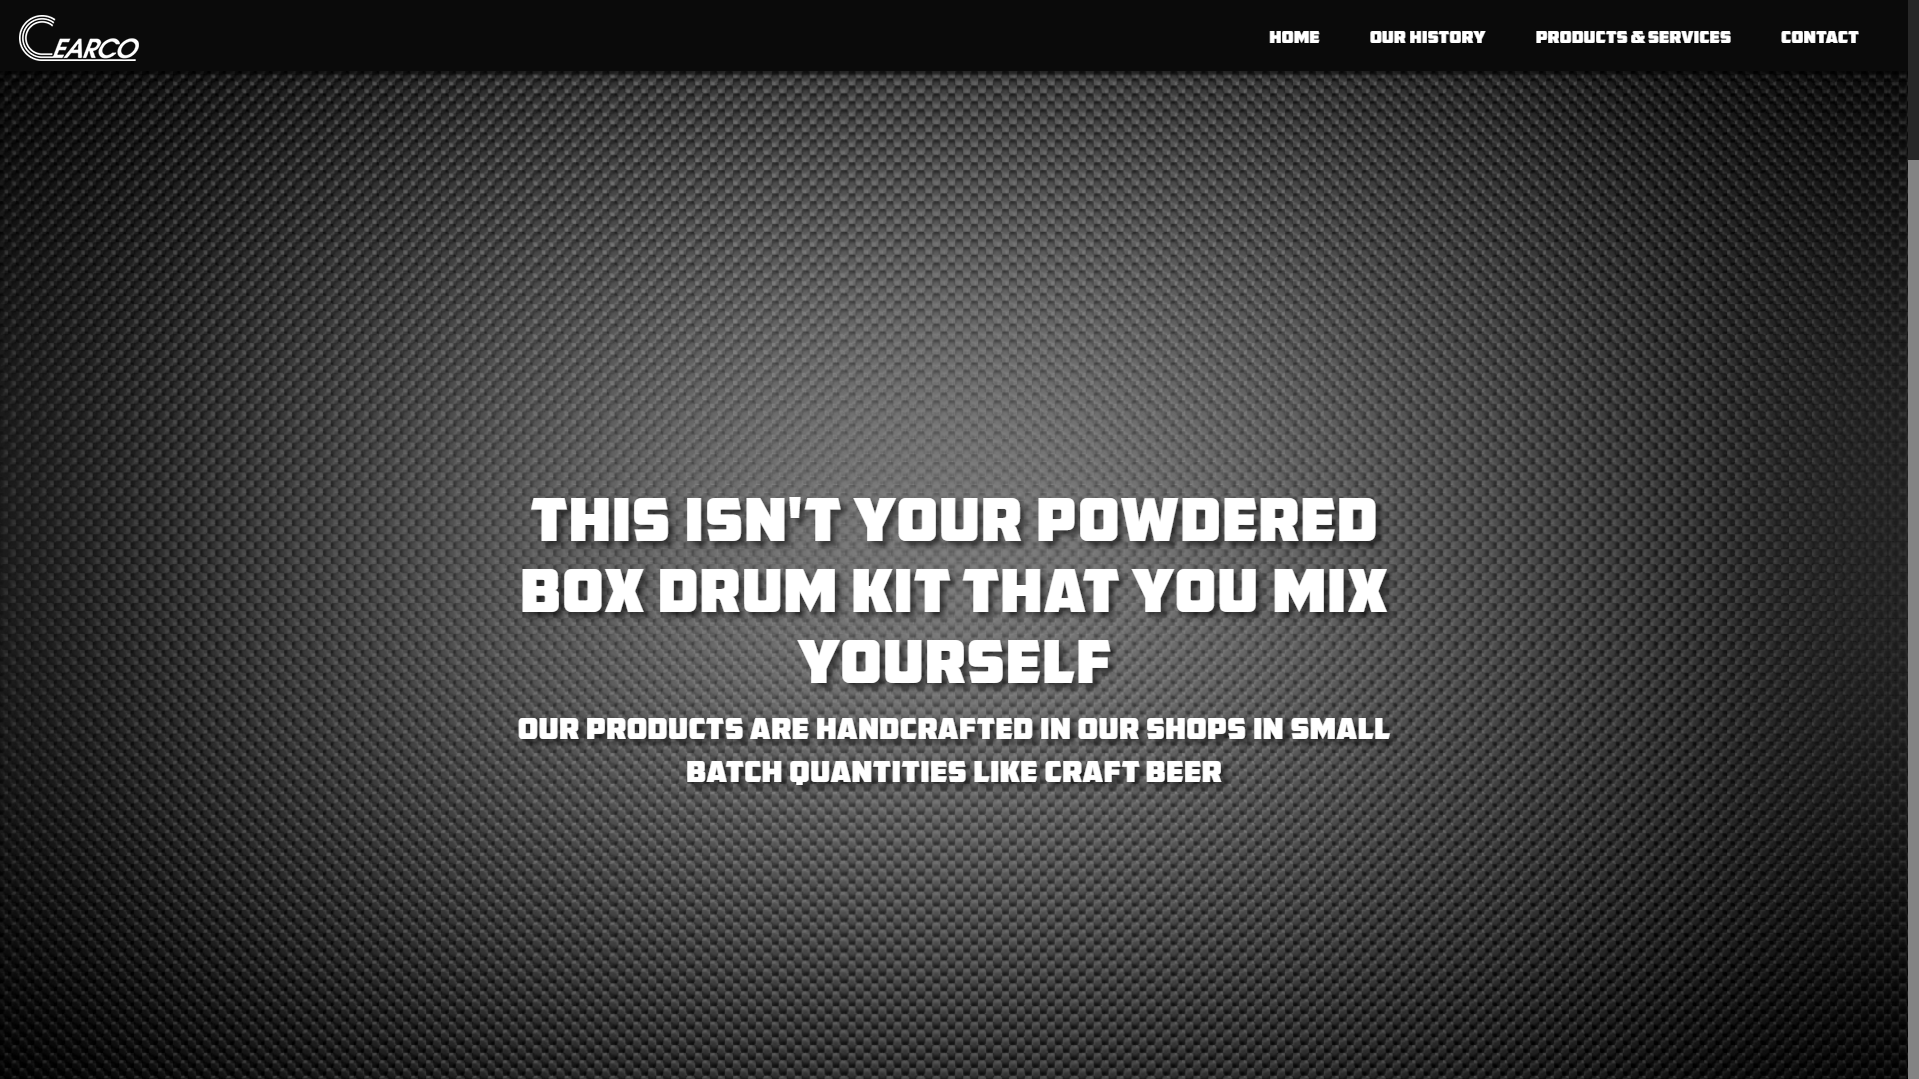 CEARCO
HOME
OUR HISTORY
PRODUCTS & SERVICES
CONTACT
THIS ISN'T YOUR POWDERED
BOX DRUM KIT THAT YOU MIX
YOURSELF
OUR PRODUCTS ARE HANDCRAFTED IN OUR SHOPS IN SMALL
BATCH QUANTITIES LIKE CRAFT BEER